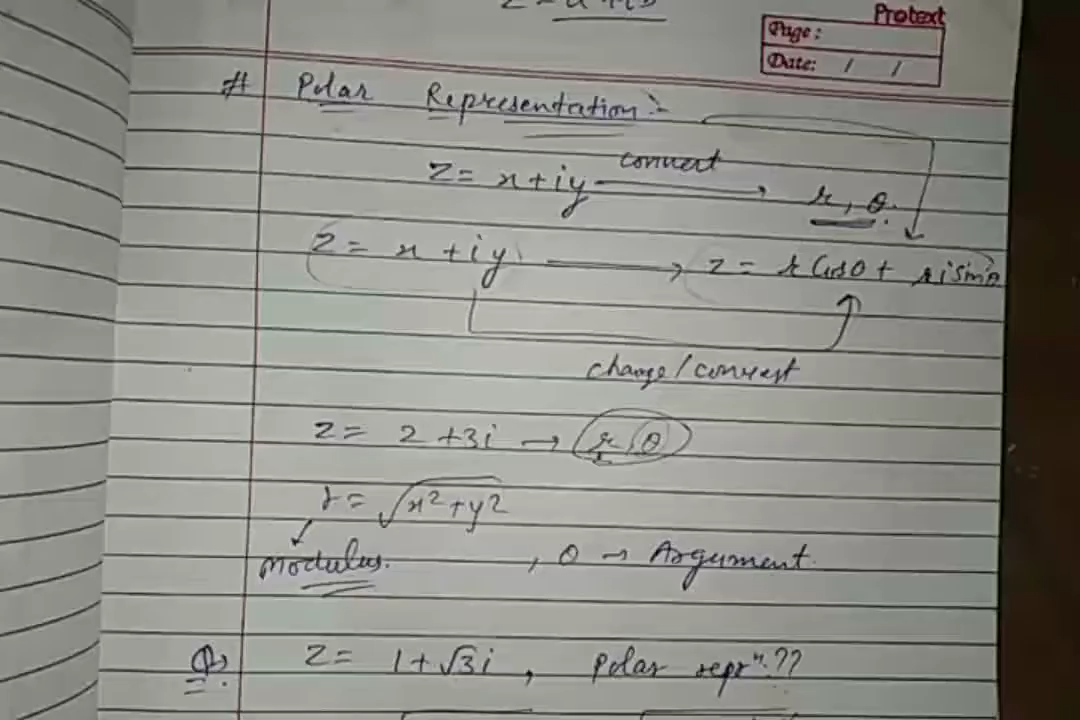 Protext
Page :
Date: / /
# Polar Representation :-
z = x + iy convert → r, θ.
z = x + iy → z = r Cosθ + r i sinθ
change / convert
z = 2 + 3i → r, θ
r = √x² + y²
modulus. , θ → Argument.
Q) z = 1 + √3i , Polar reprⁿ. ??